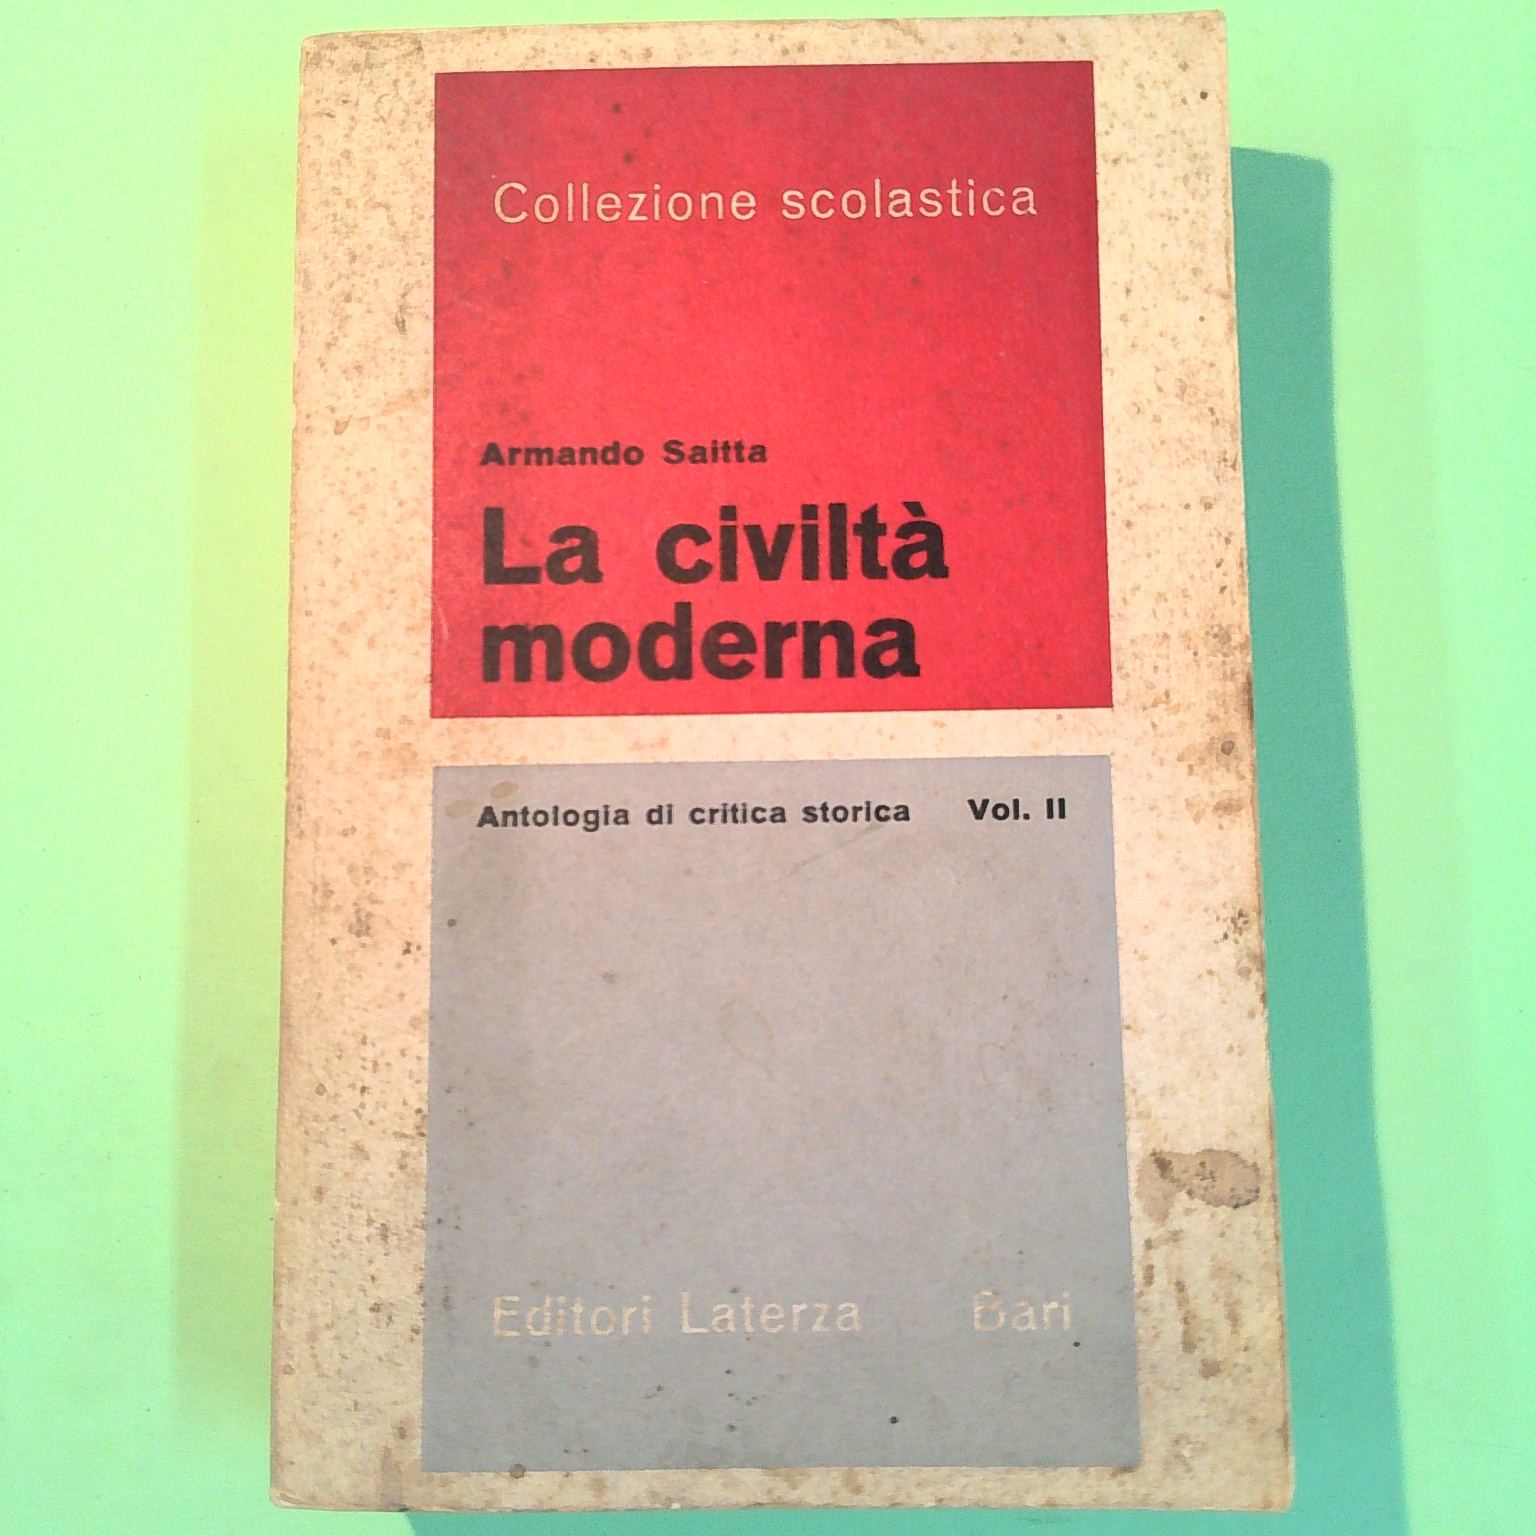 Collezione scolastica
Armando Saitta
La civiltà
moderna
Antologia di critica storica Vol. II
Editori Laterza Bari